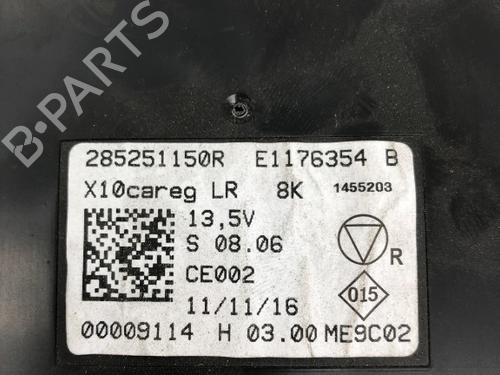 B-PARTS
285251150R E1176354 B
X10careg LR 8K 1455203
13,5V
S 08.06
R
CE002
015
11/11/16
00009114 H 03.00 ME9C02